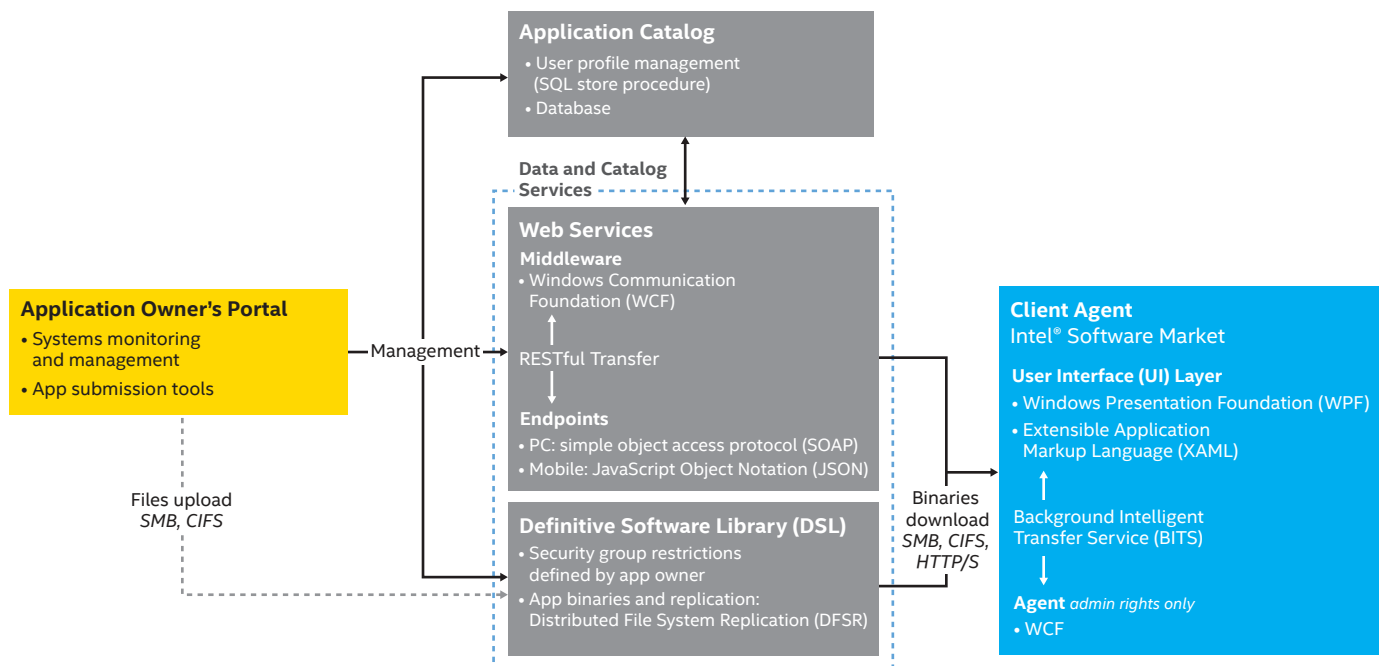 Application Catalog
• User profile management
(SQL store procedure)
• Database
Data and Catalog
Services
Web Services
Middleware
• Windows Communication
Foundation (WCF)
RESTful Transfer
Endpoints
• PC: simple object access protocol (SOAP)
• Mobile: JavaScript Object Notation (JSON)
Application Owner’s Portal
• Systems monitoring
and management
• App submission tools
Management
Files upload
SMB, CIFS
Definitive Software Library (DSL)
• Security group restrictions
defined by app owner
• App binaries and replication:
Distributed File System Replication (DFSR)
Binaries
download
SMB, CIFS,
HTTP/S
Client Agent
Intel® Software Market
User Interface (UI) Layer
• Windows Presentation Foundation (WPF)
• Extensible Application
Markup Language (XAML)
Background Intelligent
Transfer Service (BITS)
Agent admin rights only
• WCF